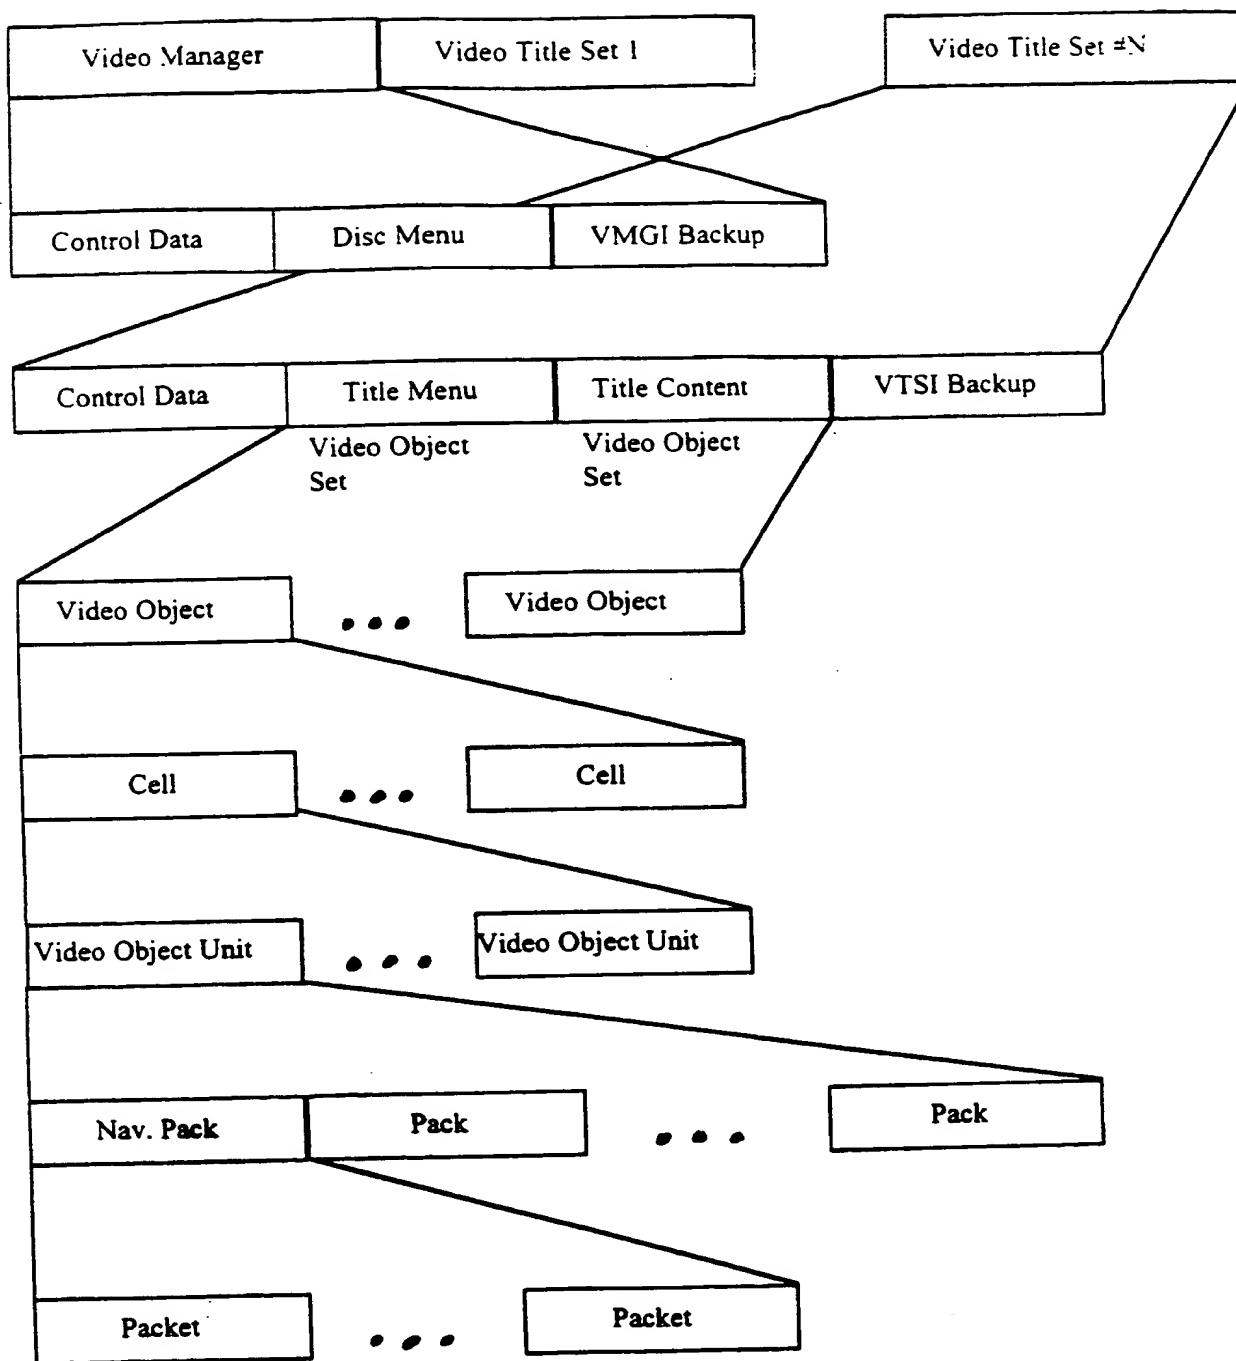 Video Manager
Video Title Set 1
Video Title Set #N
Control Data
Disc Menu
VMGI Backup
Control Data
Title Menu
Title Content
VTSI Backup
Video Object
Set
Video Object
Set
Video Object
Video Object
Cell
Cell
Video Object Unit
Video Object Unit
Nav. Pack
Pack
Pack
Packet
Packet